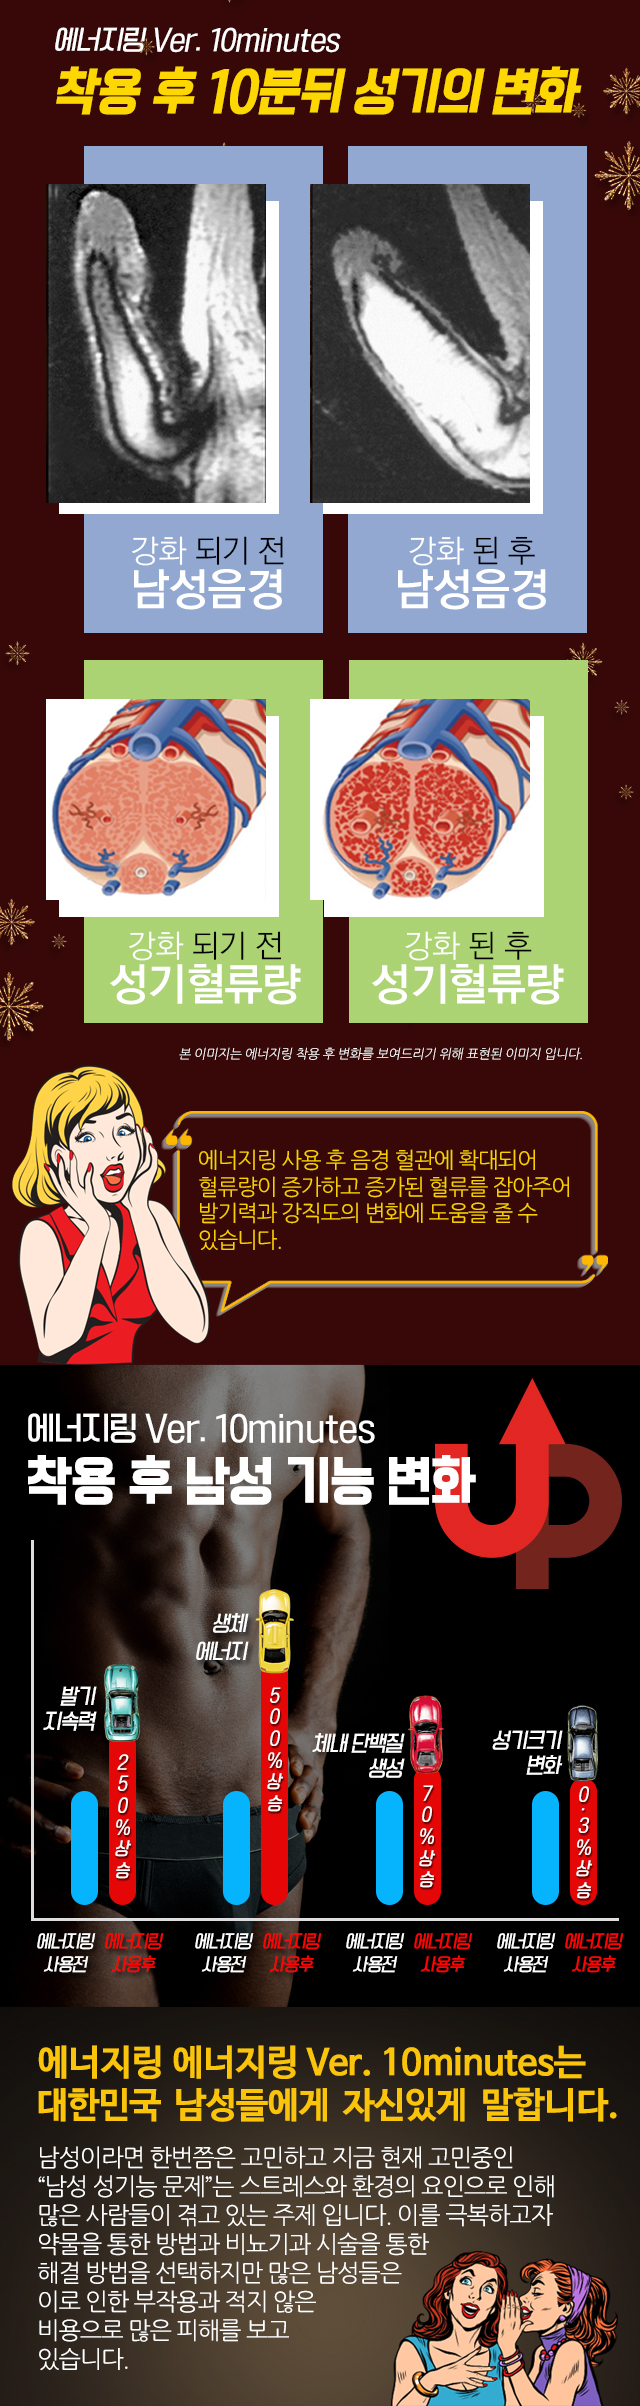 에너지링 Ver. 10minutes
착용 후 10분뒤 성기의 변화
강화 되기 전
남성음경
강화 된 후
남성음경
강화 되기 전
성기혈류량
강화 된 후
성기혈류량
본 이미지는 에너지링 착용 후 변화를 보여드리기 위해 표현된 이미지 입니다.
에너지링 사용 후 음경 혈관에 확대되어
혈류량이 증가하고 증가된 혈류를 잡아주어
발기력과 강직도의 변화에 도움을 줄 수
있습니다.
에너지링 Ver. 10minutes
착용 후 남성 기능 변화
UP
발기
지속력
250%상승
생체
에너지
500%상승
체내 단백질
생성
70%상승
성기크기
변화
0.3%상승
에너지링
사용전
에너지링
사용후
에너지링
사용전
에너지링
사용후
에너지링
사용전
에너지링
사용후
에너지링
사용전
에너지링
사용후
에너지링 에너지링 Ver. 10minutes는
대한민국 남성들에게 자신있게 말합니다.
남성이라면 한번쯤은 고민하고 지금 현재 고민중인
“남성 성기능 문제”는 스트레스와 환경의 요인으로 인해
많은 사람들이 겪고 있는 주제 입니다. 이를 극복하고자
약물을 통한 방법과 비뇨기과 시술을 통한
해결 방법을 선택하지만 많은 남성들은
이로 인한 부작용과 적지 않은
비용으로 많은 피해를 보고
있습니다.